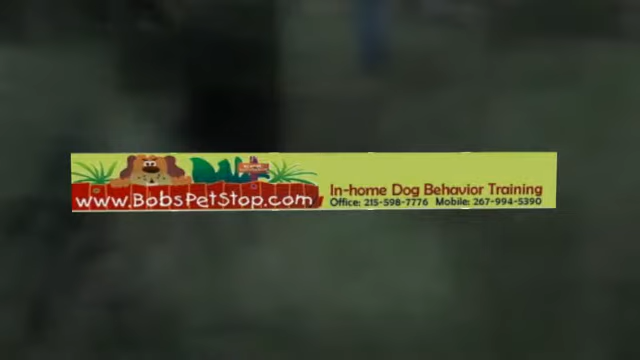 www.BobsPetStop.com
In-home Dog Behavior Training
Office: 215-598-7776 Mobile: 267-994-5390